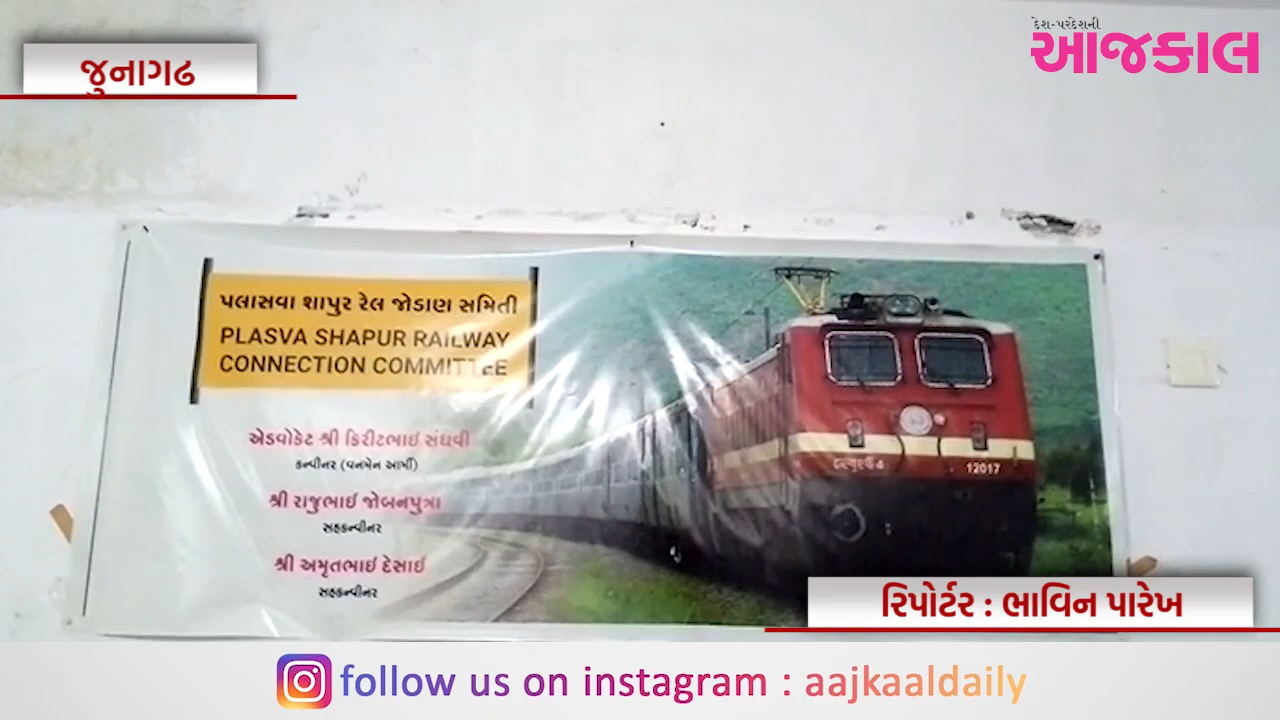 દેશ-પરદેશની
આજકાલ
જુનાગઢ
પલાસવા શાપુર રેલ જોડાણ સમિતી
PLASVA SHAPUR RAILWAY
CONNECTION COMMITTEE
એડવોકેટ શ્રી કિરીટભાઈ સંઘવી
કન્વીનર (વનમેન આર્મી)
શ્રી રાજુભાઈ જોબનપુત્રા
સહકન્વીનર
શ્રી અમૃતભાઈ દેસાઈ
સહકન્વીનર
12017
રિપોર્ટર : ભાવિન પારેખ
follow us on instagram : aajkaaldaily